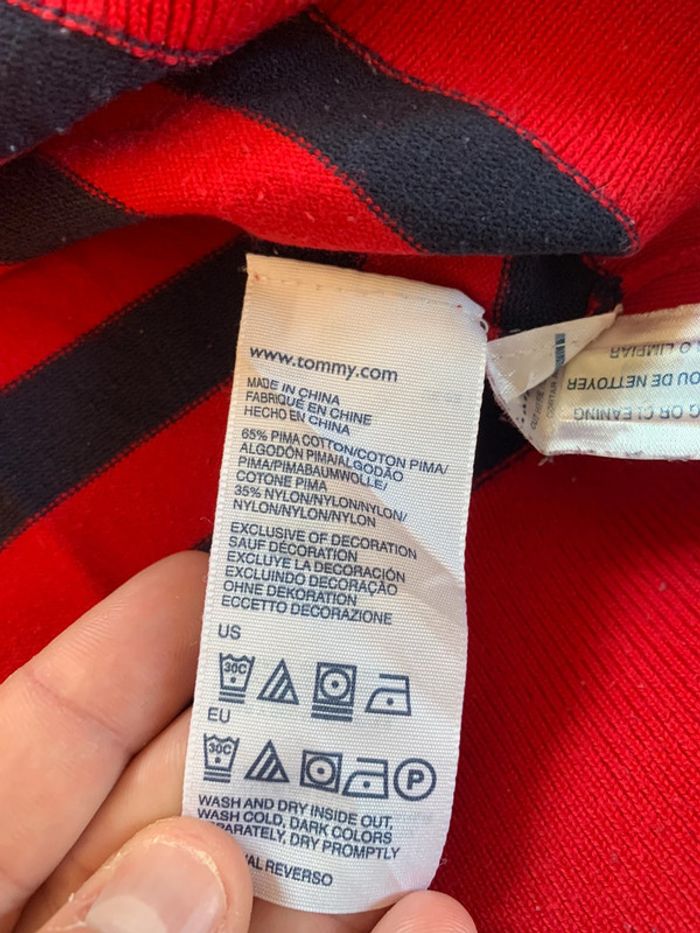 www.tommy.com
MADE IN CHINA
FABRIQUÉ EN CHINE
HECHO EN CHINA
65% PIMA COTTON/COTON PIMA/
ALGODÓN PIMA/ALGODÃO
PIMA/PIMABAUMWOLLE/
COTONE PIMA
35% NYLON/NYLON/NYLON/
NYLON/NYLON/NYLON
EXCLUSIVE OF DECORATION
SAUF DÉCORATION
EXCLUYE LA DECORACIÓN
EXCLUINDO DECORAÇÃO
OHNE DEKORATION
ECCETTO DECORAZIONE
US
30C
EU
30C
P
WASH AND DRY INSIDE OUT,
WASH COLD, DARK COLORS
PARATELY, DRY PROMPTLY
AL REVERSO
G OR CLEANING
OU DE NETTOYER
O LIMPIAR